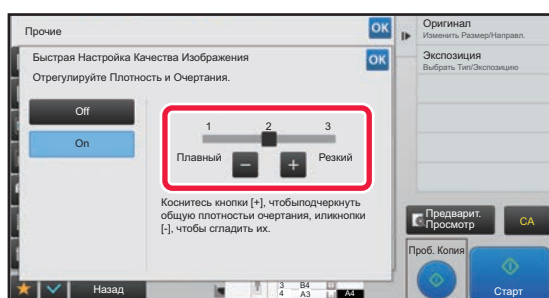 Прочие
OK
Быстрая Настройка Качества Изображения
OK
Отрегулируйте Плотность и Очертания.
Off
On
1 2 3
Плавный
Резкий
Коснитесь кнопки [+], чтобыподчеркнуть
общую плотностьи очертания, иликнопки
[-], чтобы сгладить их.
Оригинал
Изменить Размер/Направл.
Экспозиция
Выбрать Тип/Экспозицию
Предварит.
Просмотр
CA
Проб. Копия
Старт
Назад
3 B4
4 A3
A4